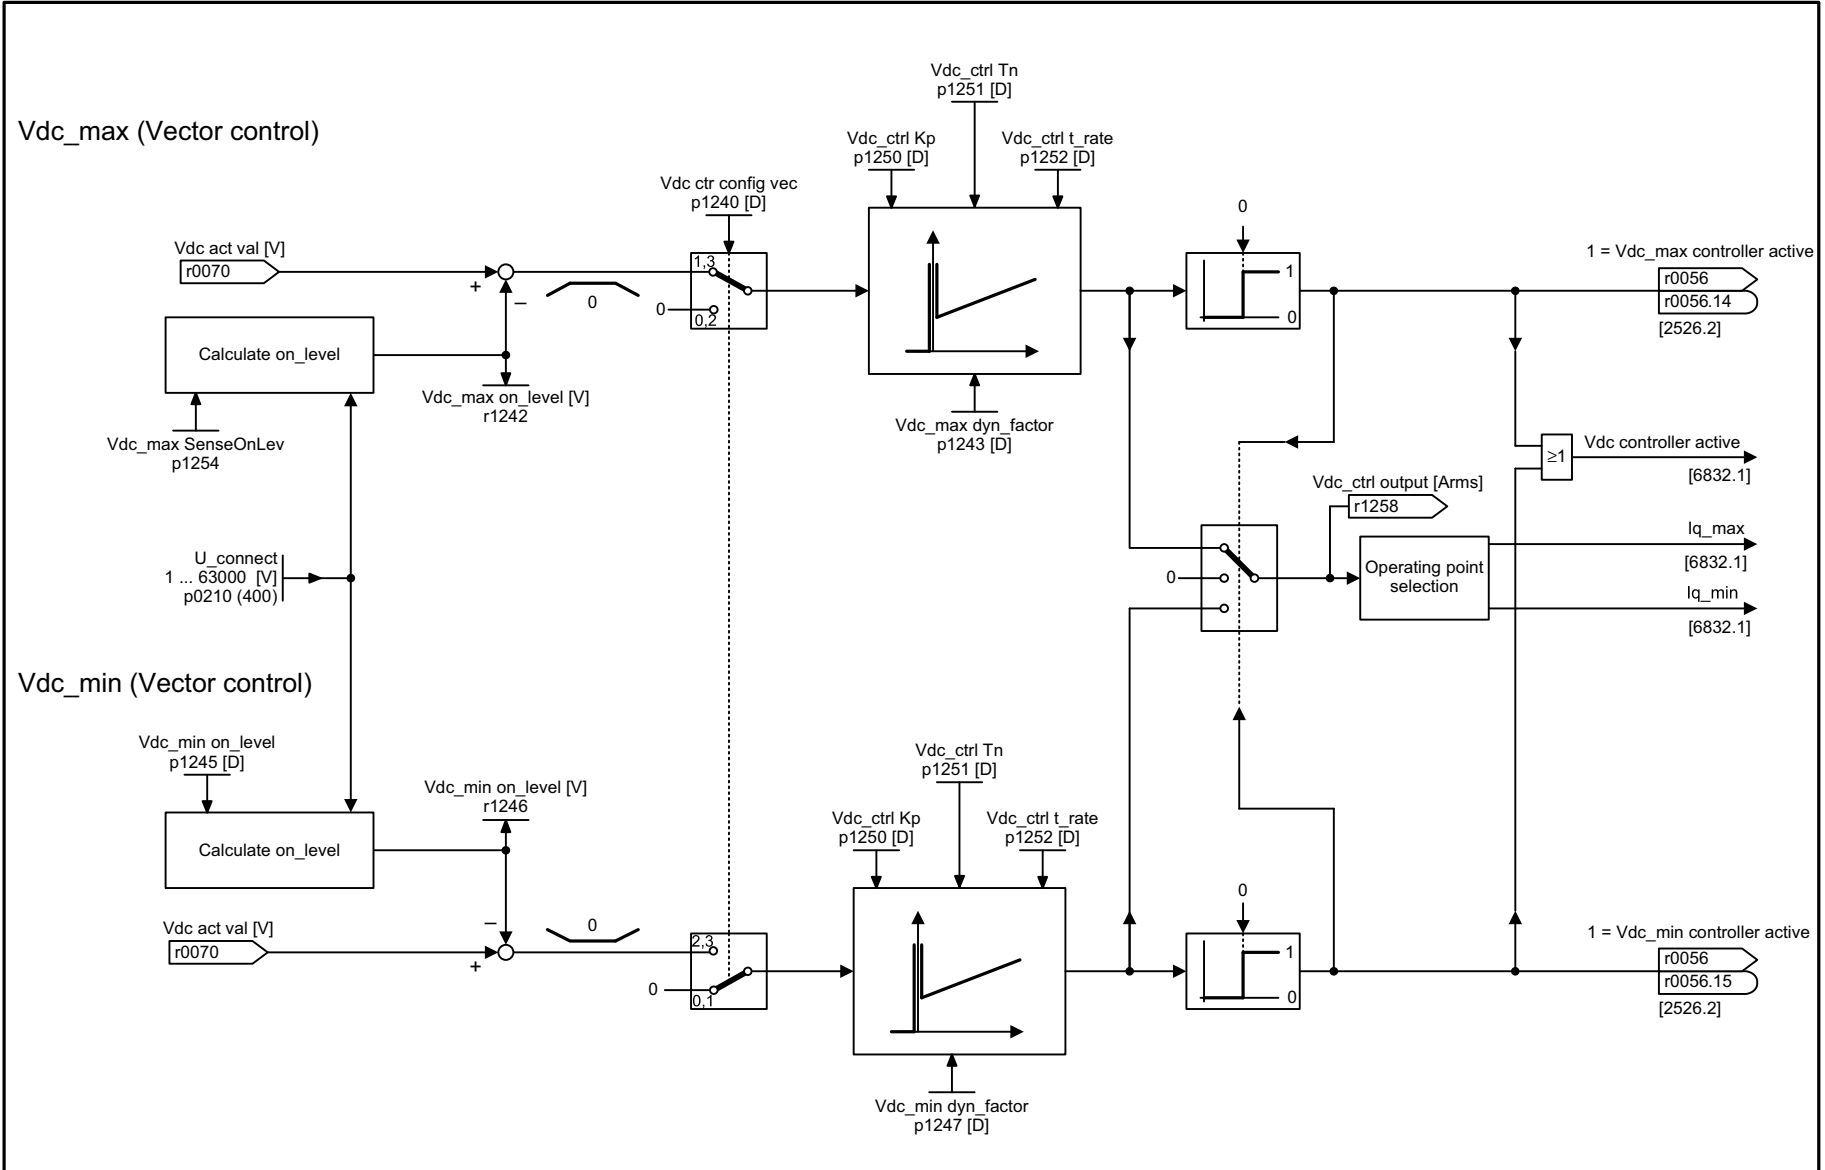 Vdc_max (Vector control)
Vdc_ctrl Tn
p1251 [D]
Vdc_ctrl Kp
p1250 [D]
Vdc_ctrl t_rate
p1252 [D]
Vdc ctr config vec
p1240 [D]
Vdc act val [V]
r0070
+
–
0
1,3
0
0,2
0
1
0
1 = Vdc_max controller active
r0056
r0056.14
[2526.2]
Calculate on_level
Vdc_max on_level [V]
r1242
Vdc_max SenseOnLev
p1254
Vdc_max dyn_factor
p1243 [D]
≥1
Vdc controller active
[6832.1]
Vdc_ctrl output [Arms]
r1258
0
Operating point
selection
Iq_max
[6832.1]
Iq_min
[6832.1]
U_connect
1 ... 63000 [V]
p0210 (400)
Vdc_min (Vector control)
Vdc_min on_level
p1245 [D]
Vdc_min on_level [V]
r1246
Calculate on_level
Vdc_ctrl Tn
p1251 [D]
Vdc_ctrl Kp
p1250 [D]
Vdc_ctrl t_rate
p1252 [D]
Vdc act val [V]
r0070
–
+
0
2,3
0
0,1
0
1
0
1 = Vdc_min controller active
r0056
r0056.15
[2526.2]
Vdc_min dyn_factor
p1247 [D]